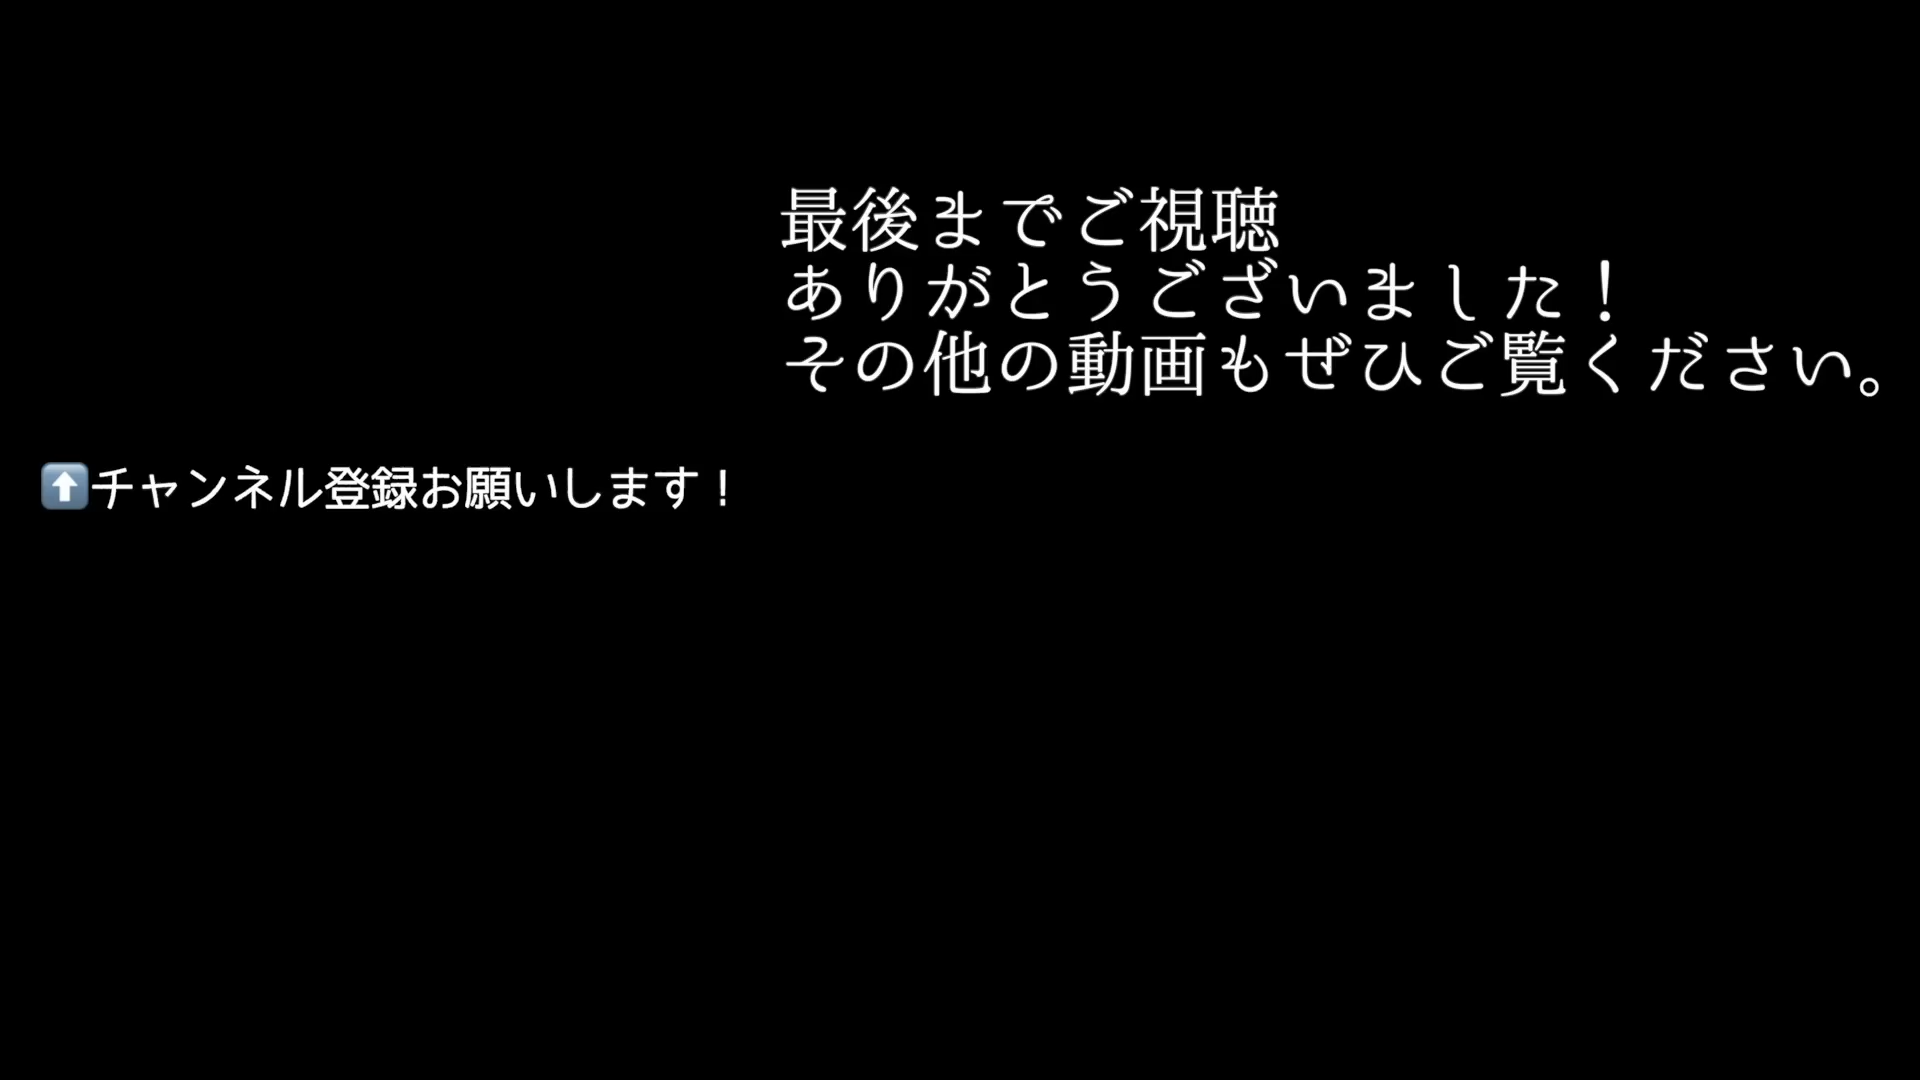 最後までご視聴
ありがとうございました！
その他の動画もぜひご覧ください。
⬆️チャンネル登録お願いします！